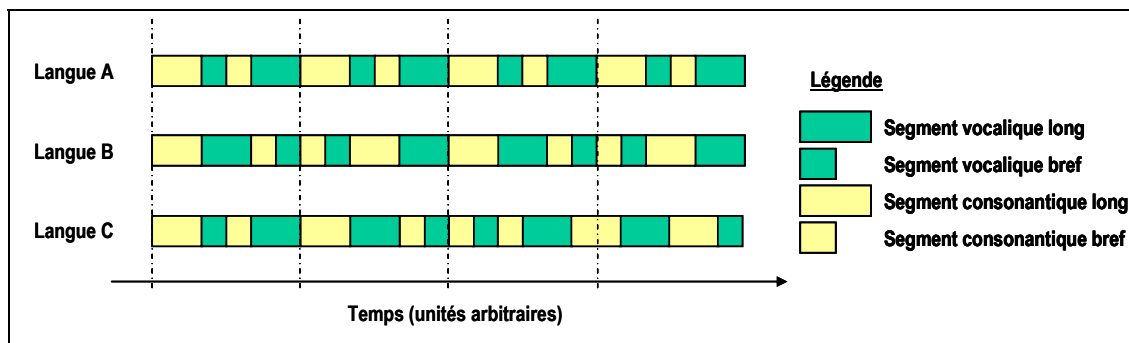 Langue A
Langue B
Langue C
Temps (unités arbitraires)
Légende
Segment vocalique long
Segment vocalique bref
Segment consonantique long
Segment consonantique bref